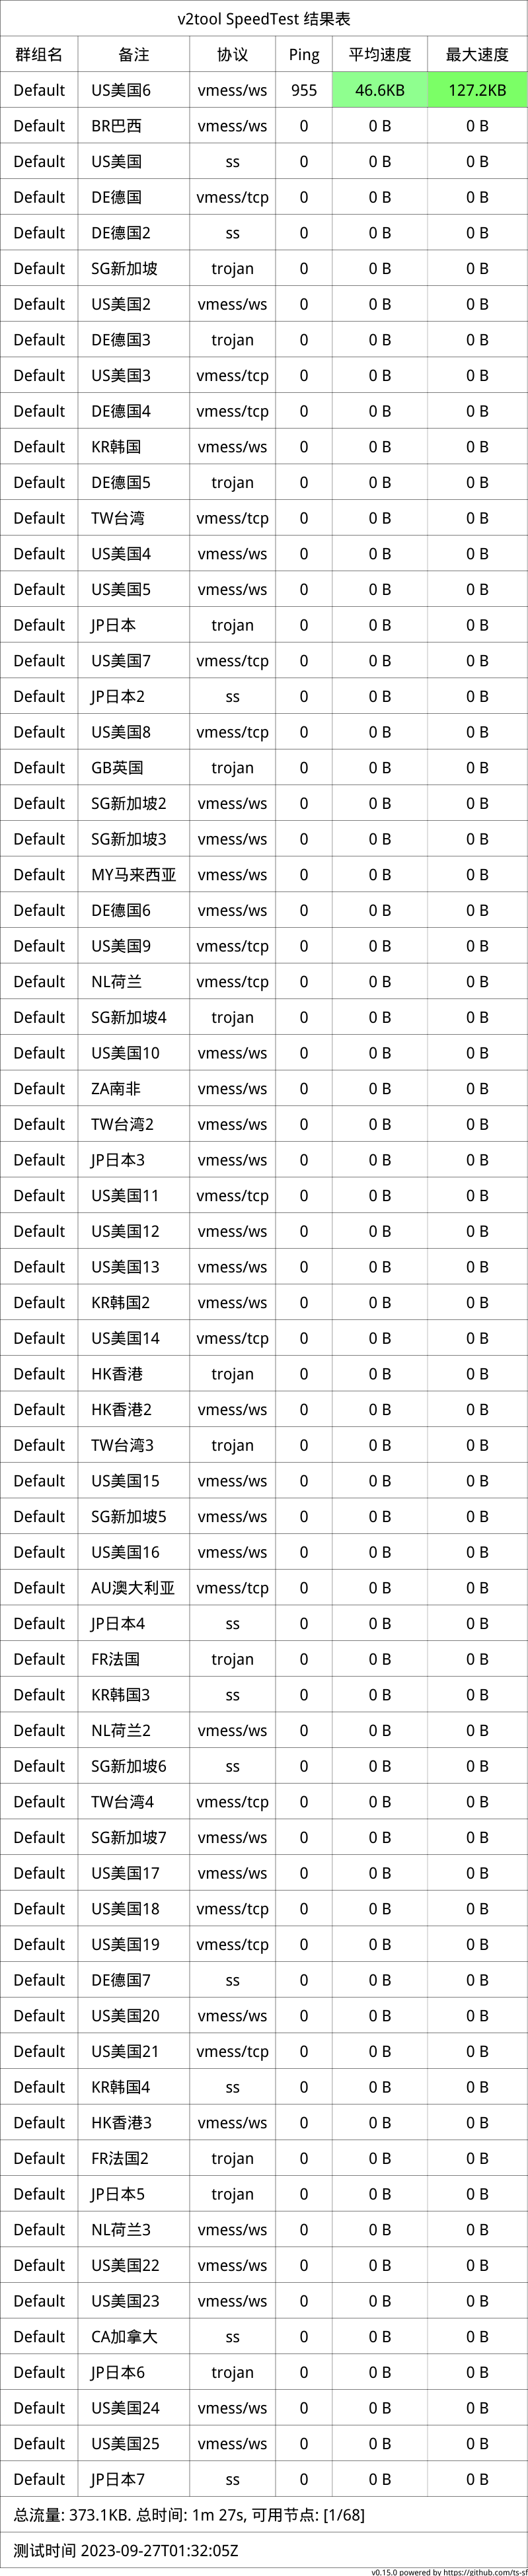 v2tool SpeedTest 结果表
群组名 备注 协议 Ping 平均速度 最大速度
Default US美国6 vmess/ws 955 46.6KB 127.2KB
Default BR巴西 vmess/ws 0 0 B 0 B
Default US美国 ss 0 0 B 0 B
Default DE德国 vmess/tcp 0 0 B 0 B
Default DE德国2 ss 0 0 B 0 B
Default SG新加坡 trojan 0 0 B 0 B
Default US美国2 vmess/ws 0 0 B 0 B
Default DE德国3 trojan 0 0 B 0 B
Default US美国3 vmess/tcp 0 0 B 0 B
Default DE德国4 vmess/tcp 0 0 B 0 B
Default KR韩国 vmess/ws 0 0 B 0 B
Default DE德国5 trojan 0 0 B 0 B
Default TW台湾 vmess/tcp 0 0 B 0 B
Default US美国4 vmess/ws 0 0 B 0 B
Default US美国5 vmess/ws 0 0 B 0 B
Default JP日本 trojan 0 0 B 0 B
Default US美国7 vmess/tcp 0 0 B 0 B
Default JP日本2 ss 0 0 B 0 B
Default US美国8 vmess/tcp 0 0 B 0 B
Default GB英国 trojan 0 0 B 0 B
Default SG新加坡2 vmess/ws 0 0 B 0 B
Default SG新加坡3 vmess/ws 0 0 B 0 B
Default MY马来西亚 vmess/ws 0 0 B 0 B
Default DE德国6 vmess/ws 0 0 B 0 B
Default US美国9 vmess/tcp 0 0 B 0 B
Default NL荷兰 vmess/tcp 0 0 B 0 B
Default SG新加坡4 trojan 0 0 B 0 B
Default US美国10 vmess/ws 0 0 B 0 B
Default ZA南非 vmess/ws 0 0 B 0 B
Default TW台湾2 vmess/ws 0 0 B 0 B
Default JP日本3 vmess/ws 0 0 B 0 B
Default US美国11 vmess/tcp 0 0 B 0 B
Default US美国12 vmess/ws 0 0 B 0 B
Default US美国13 vmess/ws 0 0 B 0 B
Default KR韩国2 vmess/ws 0 0 B 0 B
Default US美国14 vmess/tcp 0 0 B 0 B
Default HK香港 trojan 0 0 B 0 B
Default HK香港2 vmess/ws 0 0 B 0 B
Default TW台湾3 trojan 0 0 B 0 B
Default US美国15 vmess/ws 0 0 B 0 B
Default SG新加坡5 vmess/ws 0 0 B 0 B
Default US美国16 vmess/ws 0 0 B 0 B
Default AU澳大利亚 vmess/tcp 0 0 B 0 B
Default JP日本4 ss 0 0 B 0 B
Default FR法国 trojan 0 0 B 0 B
Default KR韩国3 ss 0 0 B 0 B
Default NL荷兰2 vmess/ws 0 0 B 0 B
Default SG新加坡6 ss 0 0 B 0 B
Default TW台湾4 vmess/tcp 0 0 B 0 B
Default SG新加坡7 vmess/ws 0 0 B 0 B
Default US美国17 vmess/ws 0 0 B 0 B
Default US美国18 vmess/tcp 0 0 B 0 B
Default US美国19 vmess/tcp 0 0 B 0 B
Default DE德国7 ss 0 0 B 0 B
Default US美国20 vmess/ws 0 0 B 0 B
Default US美国21 vmess/tcp 0 0 B 0 B
Default KR韩国4 ss 0 0 B 0 B
Default HK香港3 vmess/ws 0 0 B 0 B
Default FR法国2 trojan 0 0 B 0 B
Default JP日本5 trojan 0 0 B 0 B
Default NL荷兰3 vmess/ws 0 0 B 0 B
Default US美国22 vmess/ws 0 0 B 0 B
Default US美国23 vmess/ws 0 0 B 0 B
Default CA加拿大 ss 0 0 B 0 B
Default JP日本6 trojan 0 0 B 0 B
Default US美国24 vmess/ws 0 0 B 0 B
Default US美国25 vmess/ws 0 0 B 0 B
Default JP日本7 ss 0 0 B 0 B
总流量: 373.1KB. 总时间: 1m 27s, 可用节点: [1/68]
测试时间 2023-09-27T01:32:05Z
v0.15.0 powered by https://github.com/ts-sf